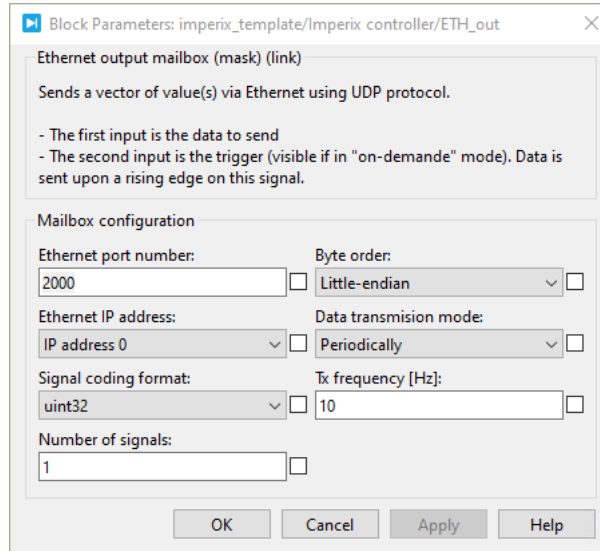 Block Parameters: imperix_template/Imperix controller/ETH_out
Ethernet output mailbox (mask) (link)
Sends a vector of value(s) via Ethernet using UDP protocol.
- The first input is the data to send
- The second input is the trigger (visible if in "on-demande" mode). Data is
sent upon a rising edge on this signal.
Mailbox configuration
Ethernet port number:
Byte order:
2000
Little-endian
Ethernet IP address:
Data transmision mode:
IP address 0
Periodically
Signal coding format:
Tx frequency [Hz]:
uint32
10
Number of signals:
1
OK
Cancel
Apply
Help